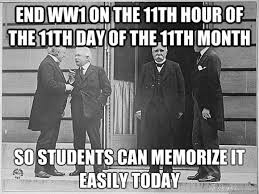 END WW1 ON THE 11TH HOUR OF
THE 11TH DAY OF THE 11TH MONTH
SO STUDENTS CAN MEMORIZE IT
EASILY TODAY